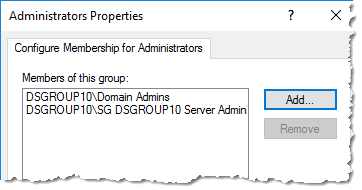 Administrators Properties
Configure Membership for Administrators
Members of this group:
DSGROUP10\Domain Admins
DSGROUP10\SG DSGROUP10 Server Admin
Add...
Remove